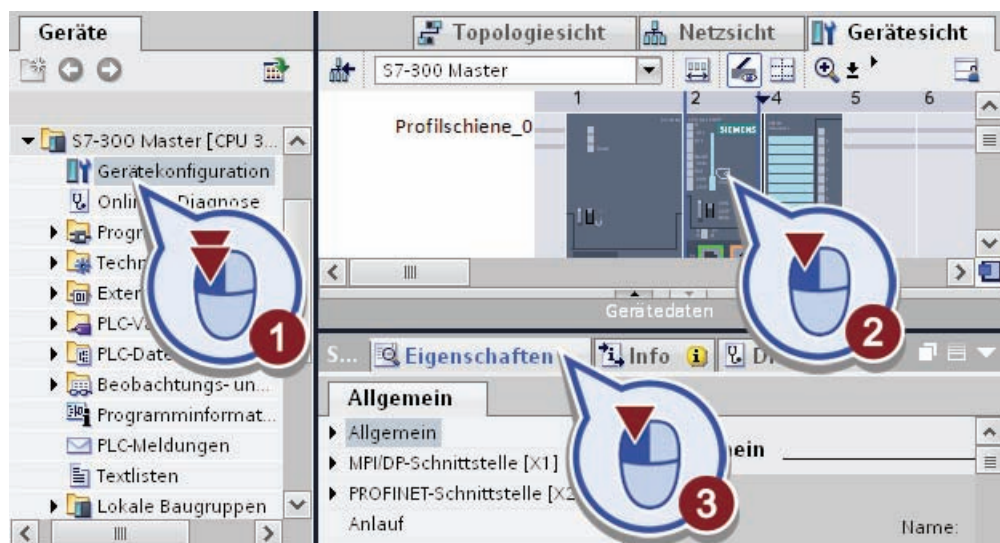 Geräte
S7-300 Master [CPU 3...
Gerätekonfiguration
Diagnose
PLC-Date
Beobachtungs- un...
Programminformat...
PLC-Meldungen
Textlisten
Lokale Baugruppen
1
Topologiesicht
Netzsicht
Gerätesicht
S7-300 Master
1 2 4 5 6
Profilschiene_0
SIEMENS
2
Gerätedaten
S... Eigenschaften Info
Allgemein
Allgemein
MPI/DP-Schnittstelle [X1]
PROFINET-Schnittstelle [X2
Anlauf
Name:
3